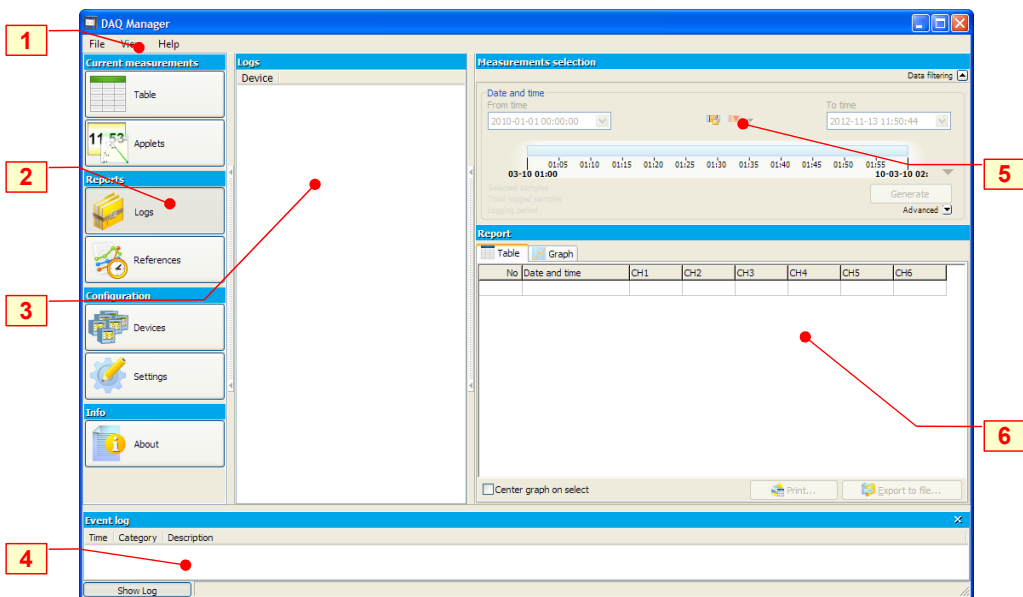 DAQ Manager
File View Help
1
Current measurements
Table
Applets
Reports
2
Logs
References
3
Configuration
Devices
Settings
Info
About
Logs
Device
Measurements selection
Data filtering
Date and time
From time
To time
2010-01-01 00:00:00
2012-11-13 11:50:44
01:05 01:10 01:15 01:20 01:25 01:30 01:35 01:40 01:45 01:50 01:55
03-10 01:00
10-03-10 02:
5
Selected samples
Total logged samples
Logging period
Generate
Advanced
Report
Table Graph
No Date and time CH1 CH2 CH3 CH4 CH5 CH6
6
Center graph on select
Print...
Export to file...
Event log
Time Category Description
4
Show Log